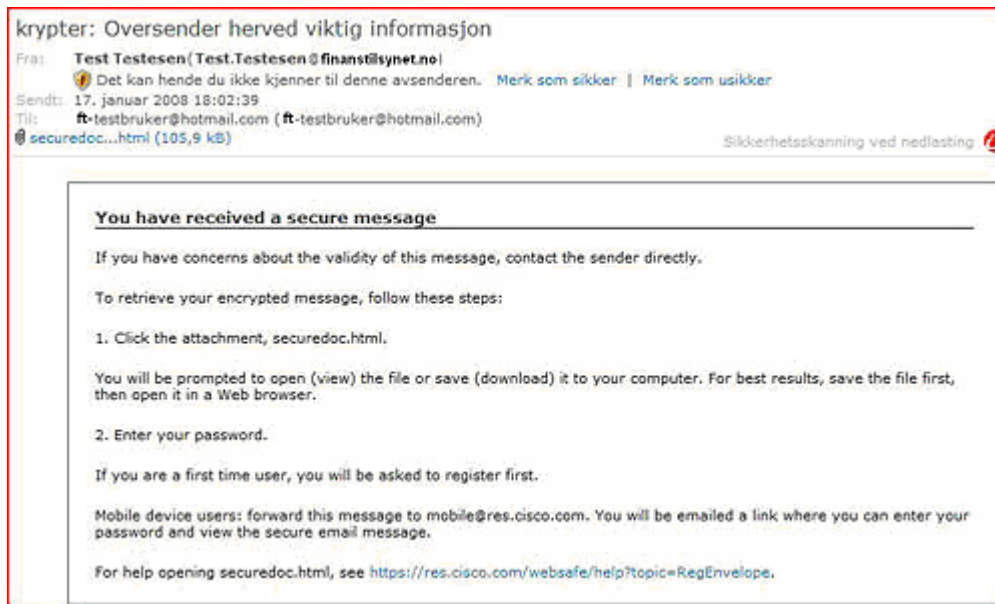 krypter: Oversender herved viktig informasjon
Fra: Test Testesen(Test.Testesen@finanstilsynet.no)
Det kan hende du ikke kjenner til denne avsenderen. Merk som sikker | Merk som usikker
Sendt: 17. januar 2008 18:02:39
Til: ft-testbruker@hotmail.com (ft-testbruker@hotmail.com)
securedoc...html (105,9 kB)
Sikkerhetsskanning ved nedlasting
You have received a secure message
If you have concerns about the validity of this message, contact the sender directly.
To retrieve your encrypted message, follow these steps:
1. Click the attachment, securedoc.html.
You will be prompted to open (view) the file or save (download) it to your computer. For best results, save the file first,
then open it in a Web browser.
2. Enter your password.
If you are a first time user, you will be asked to register first.
Mobile device users: forward this message to mobile@res.cisco.com. You will be emailed a link where you can enter your
password and view the secure email message.
For help opening securedoc.html, see https://res.cisco.com/websafe/help?topic=RegEnvelope.